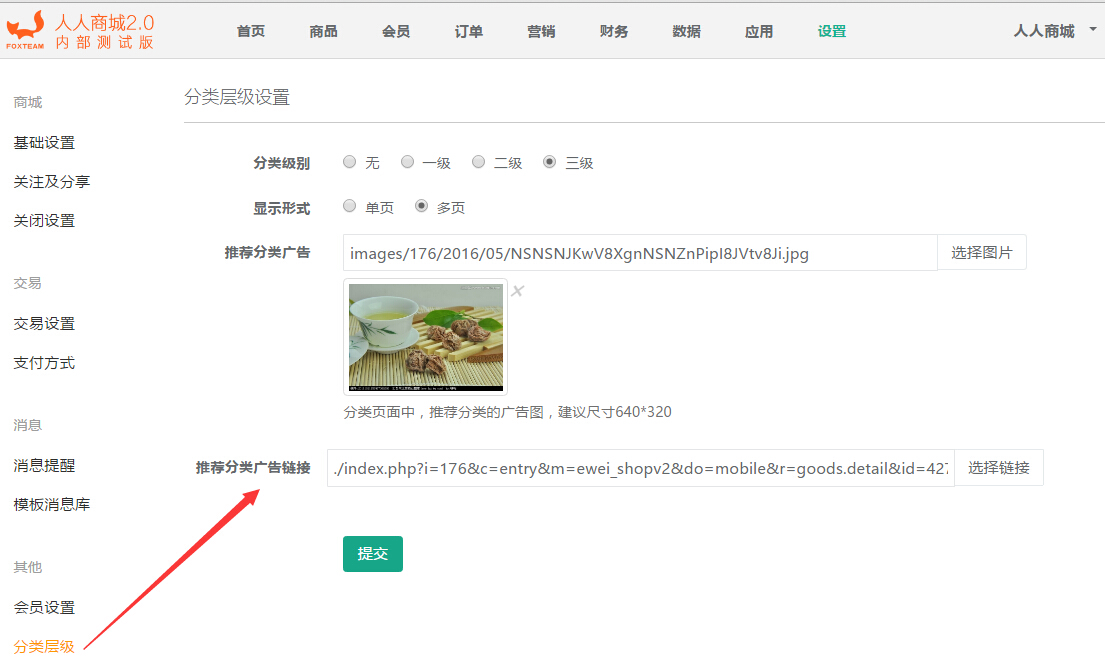 人人商城2.0
内部测试版
FOXTEAM
首页 商品 会员 订单 营销 财务 数据 应用 设置 人人商城
商城
基础设置
关注及分享
关闭设置
交易
交易设置
支付方式
消息
消息提醒
模板消息库
其他
会员设置
分类层级
分类层级设置
分类级别 无 一级 二级 三级
显示形式 单页 多页
推荐分类广告 images/176/2016/05/NSNSNJKwV8XgnNSNZnPipI8JVtv8Ji.jpg 选择图片
分类页面中，推荐分类的广告图，建议尺寸640*320
推荐分类广告链接 ./index.php?i=176&c=entry&m=ewei_shopv2&do=mobile&r=goods.detail&id=427 选择链接
提交